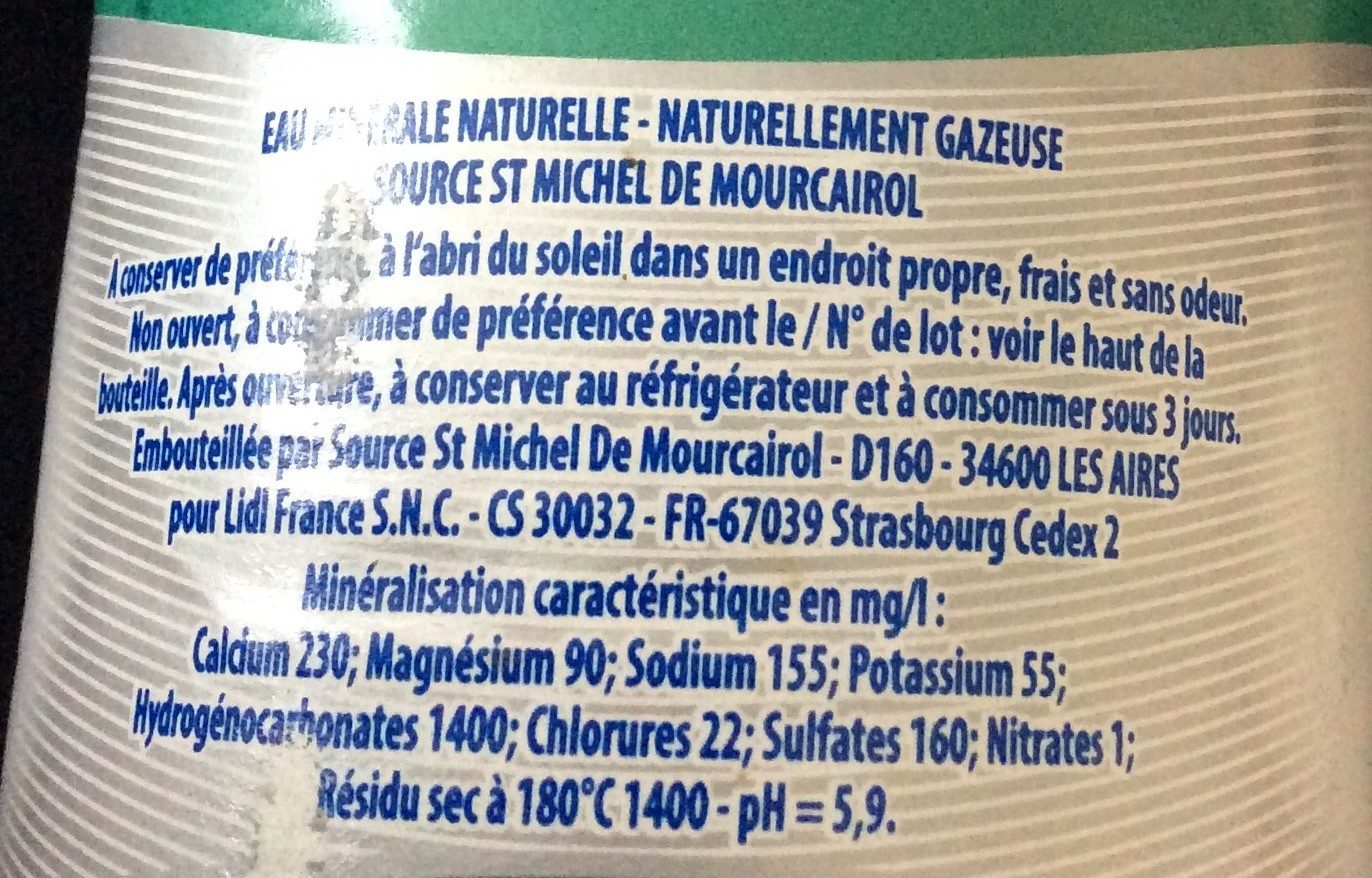 EAU MINÉRALE NATURELLE - NATURELLEMENT GAZEUSE
SOURCE ST MICHEL DE MOURCAIROL
A conserver de préférence à l'abri du soleil dans un endroit propre, frais et sans odeur.
Non ouvert, à consommer de préférence avant le / N° de lot : voir le haut de la
bouteille. Après ouverture, à conserver au réfrigérateur et à consommer sous 3 jours.
Embouteillée par Source St Michel De Mourcairol - D160 - 34600 LES AIRES
pour Lidl France S.N.C. - CS 30032 - FR-67039 Strasbourg Cedex 2
Minéralisation caractéristique en mg/l :
Calcium 230; Magnésium 90; Sodium 155; Potassium 55;
Hydrogénocarbonates 1400; Chlorures 22; Sulfates 160; Nitrates 1;
Résidu sec à 180°C 1400 - pH = 5,9.